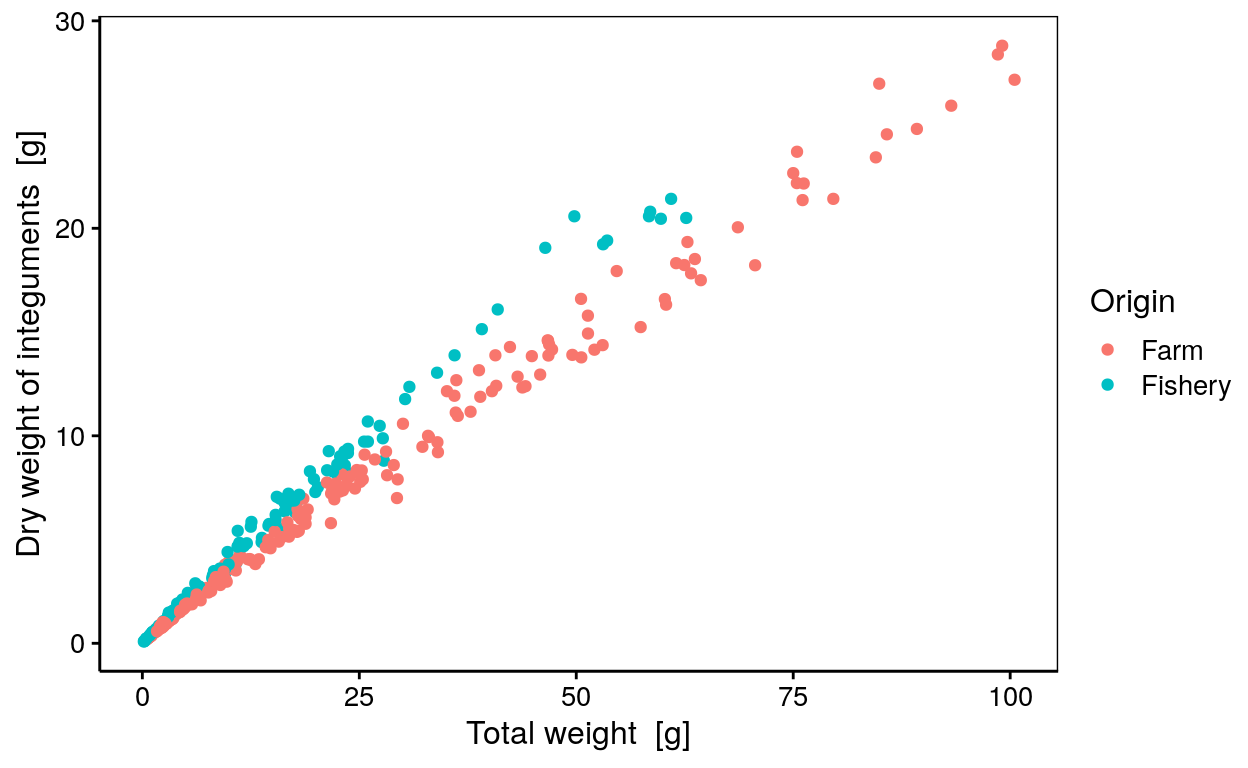 30
20
10
0
Dry weight of integuments [g]
0 25 50 75 100
Total weight [g]
Origin
Farm
Fishery